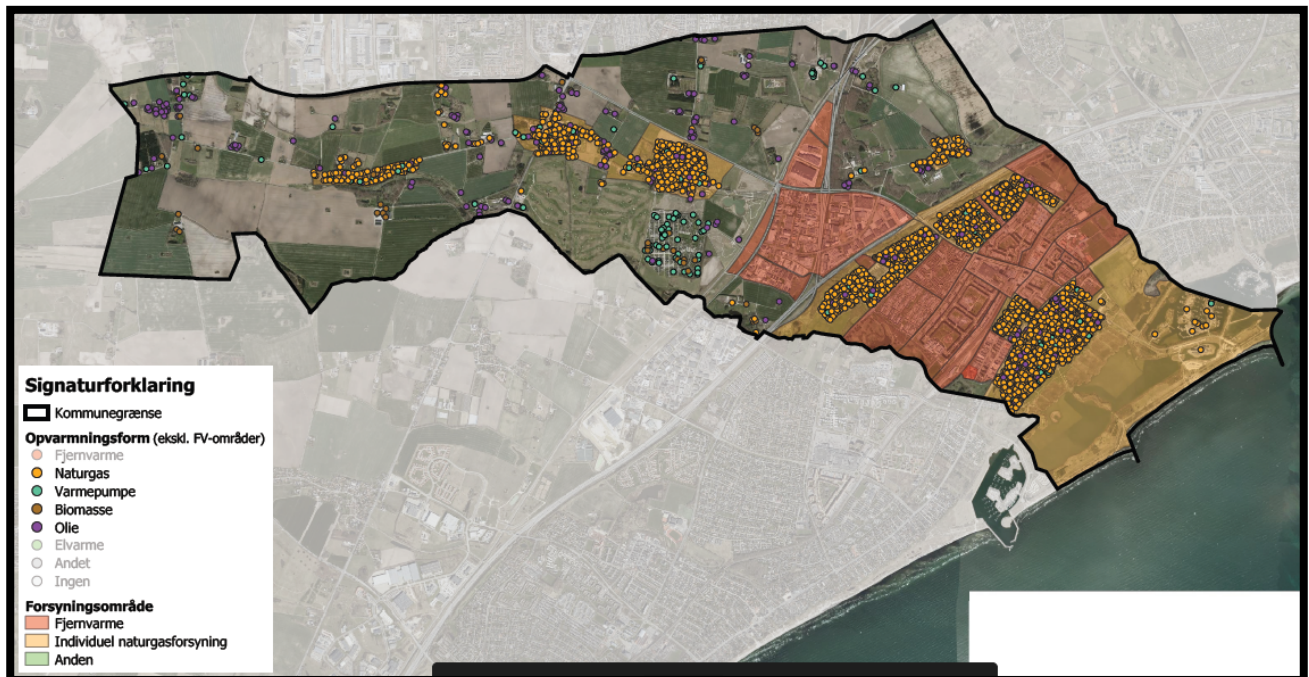 Signaturforklaring
Kommunegrænse
Opvarmningsform (ekskl. FV-områder)
Fjernvarme
Naturgas
Varmepumpe
Biomasse
Olie
Elvarme
Andet
Ingen
Forsyningsområde
Fjernvarme
Individuel naturgasforsyning
Anden